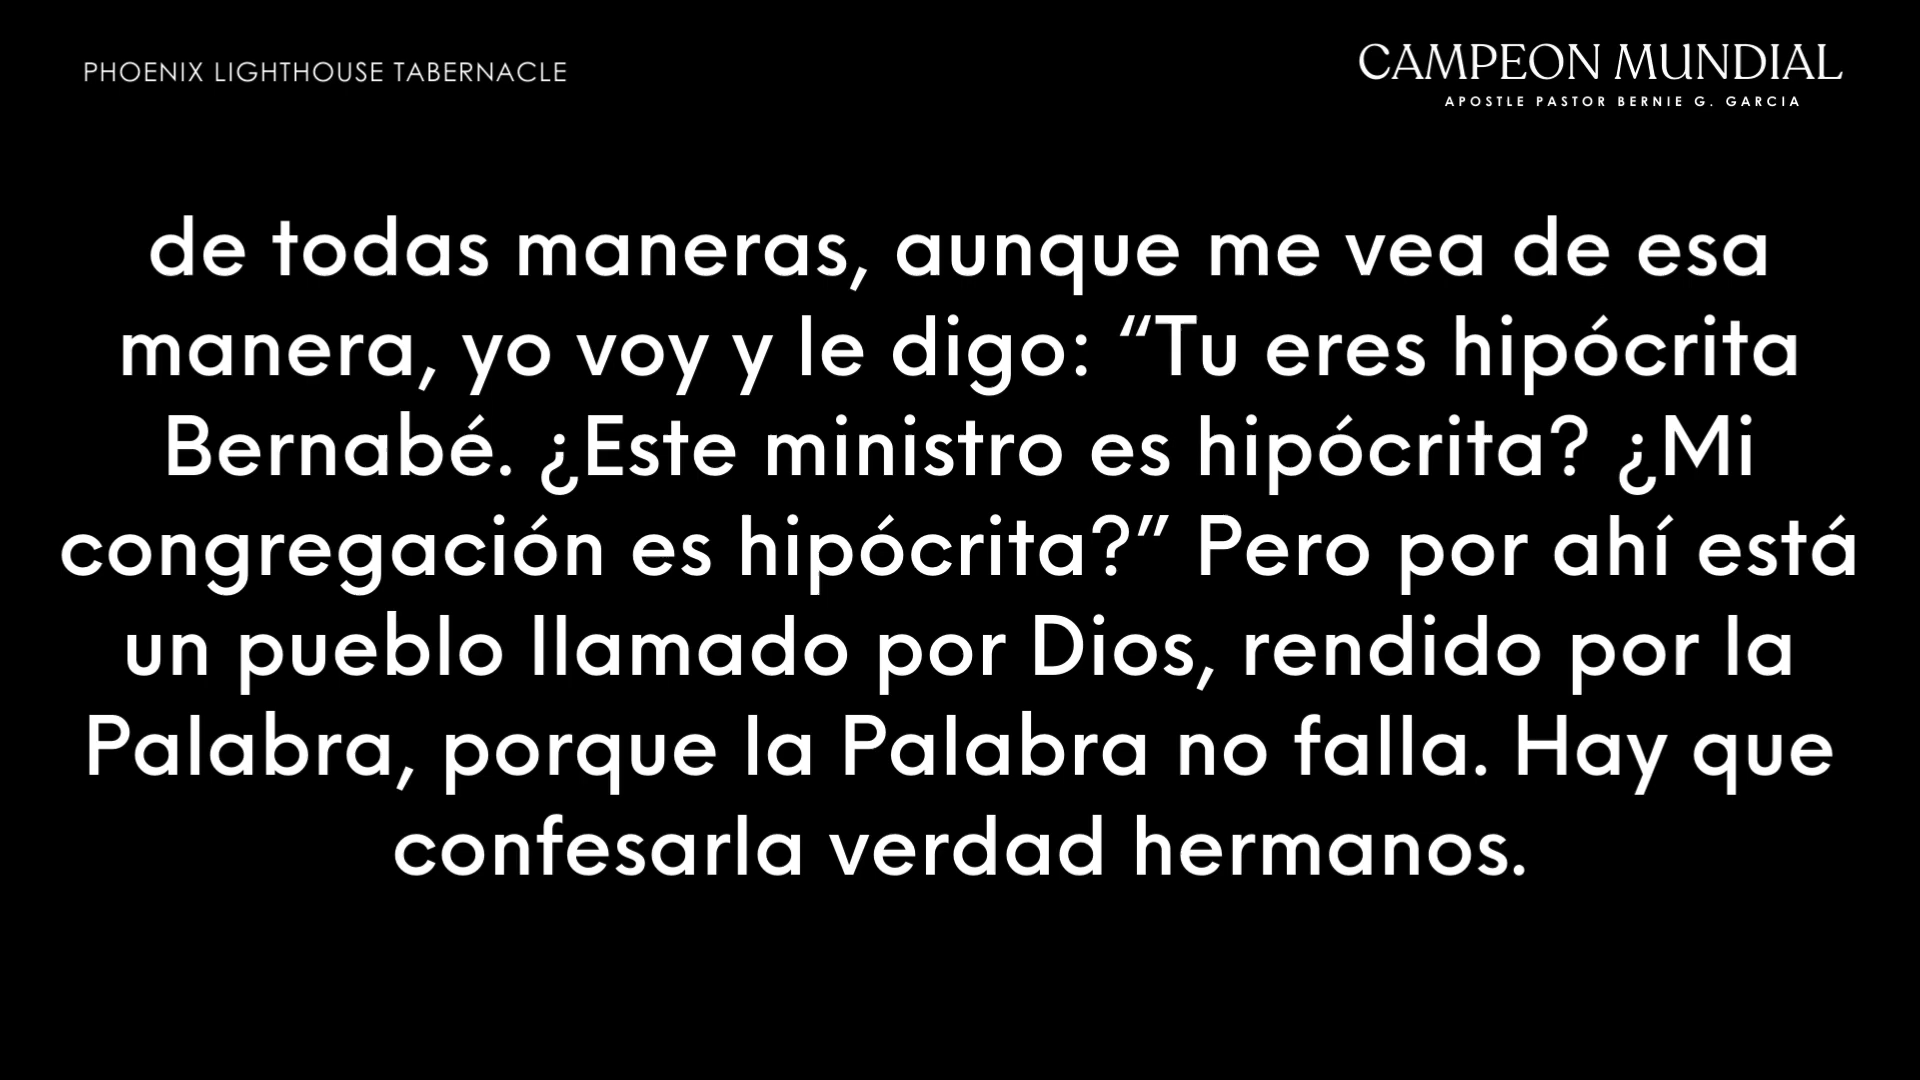 PHOENIX LIGHTHOUSE TABERNACLE
CAMPEON MUNDIAL
APOSTLE PASTOR BERNIE G. GARCIA
de todas maneras, aunque me vea de esa
manera, yo voy y le digo: “Tu eres hipócrita
Bernabé. ¿Este ministro es hipócrita? ¿Mi
congregación es hipócrita?” Pero por ahí está
un pueblo llamado por Dios, rendido por la
Palabra, porque la Palabra no falla. Hay que
confesarla verdad hermanos.